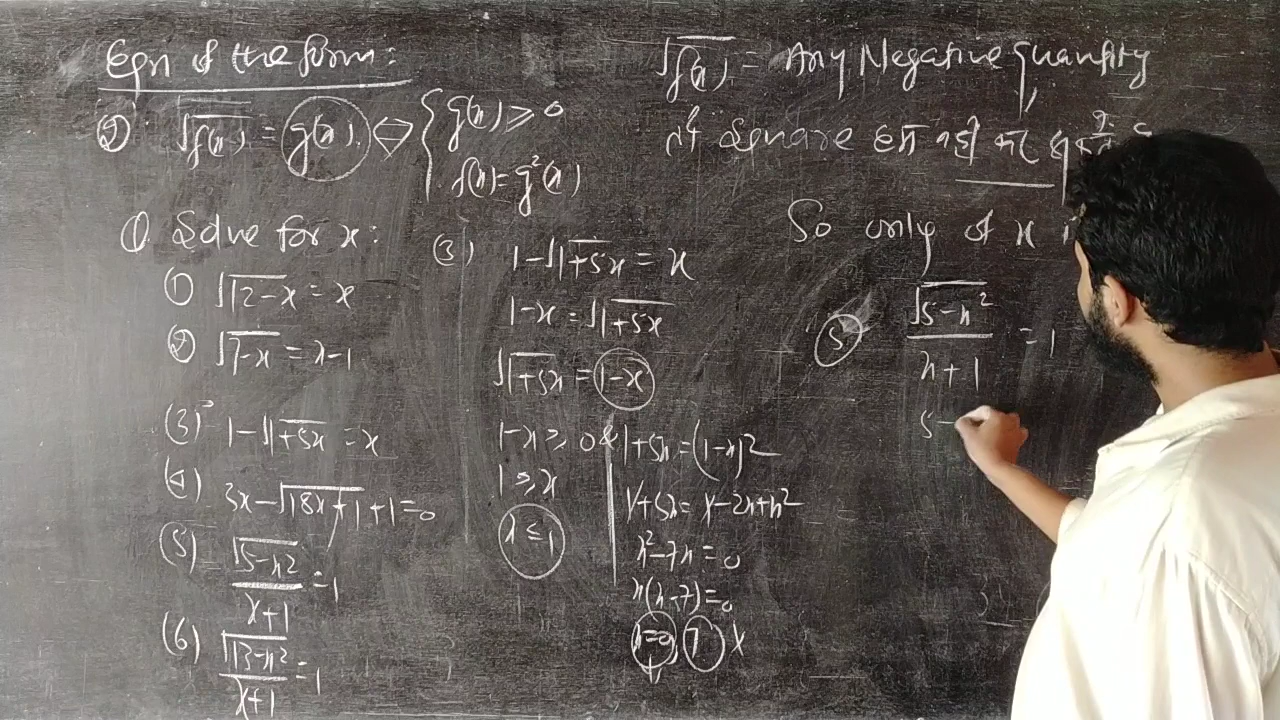 Eqn of the form:
② √f(x) = g(x) ⇔ { g(x) ≥ 0
f(x) = g²(x)
① Solve for x:
① √12-x = x
② √7-x = x-1
(3) 1-√1+5x = x
(4) 3x-√18x+1+1=0
(5) √5-x²/x+1 = 1
(6) √13-x²/x+1 = 1
(3) 1-√1+5x = x
1-x = √1+5x
√1+5x = 1-x
1-x ≥ 0 & 1+5x = (1-x)²
1 ≥ x
x ≤ 1
1+5x = 1-2x+x²
x²-7x = 0
x(x-7)=0
x=0, 7 X
√f(x) = Any Negative quantity
Square
So only if x
⑤ √5-x²/x+1 = 1
5-